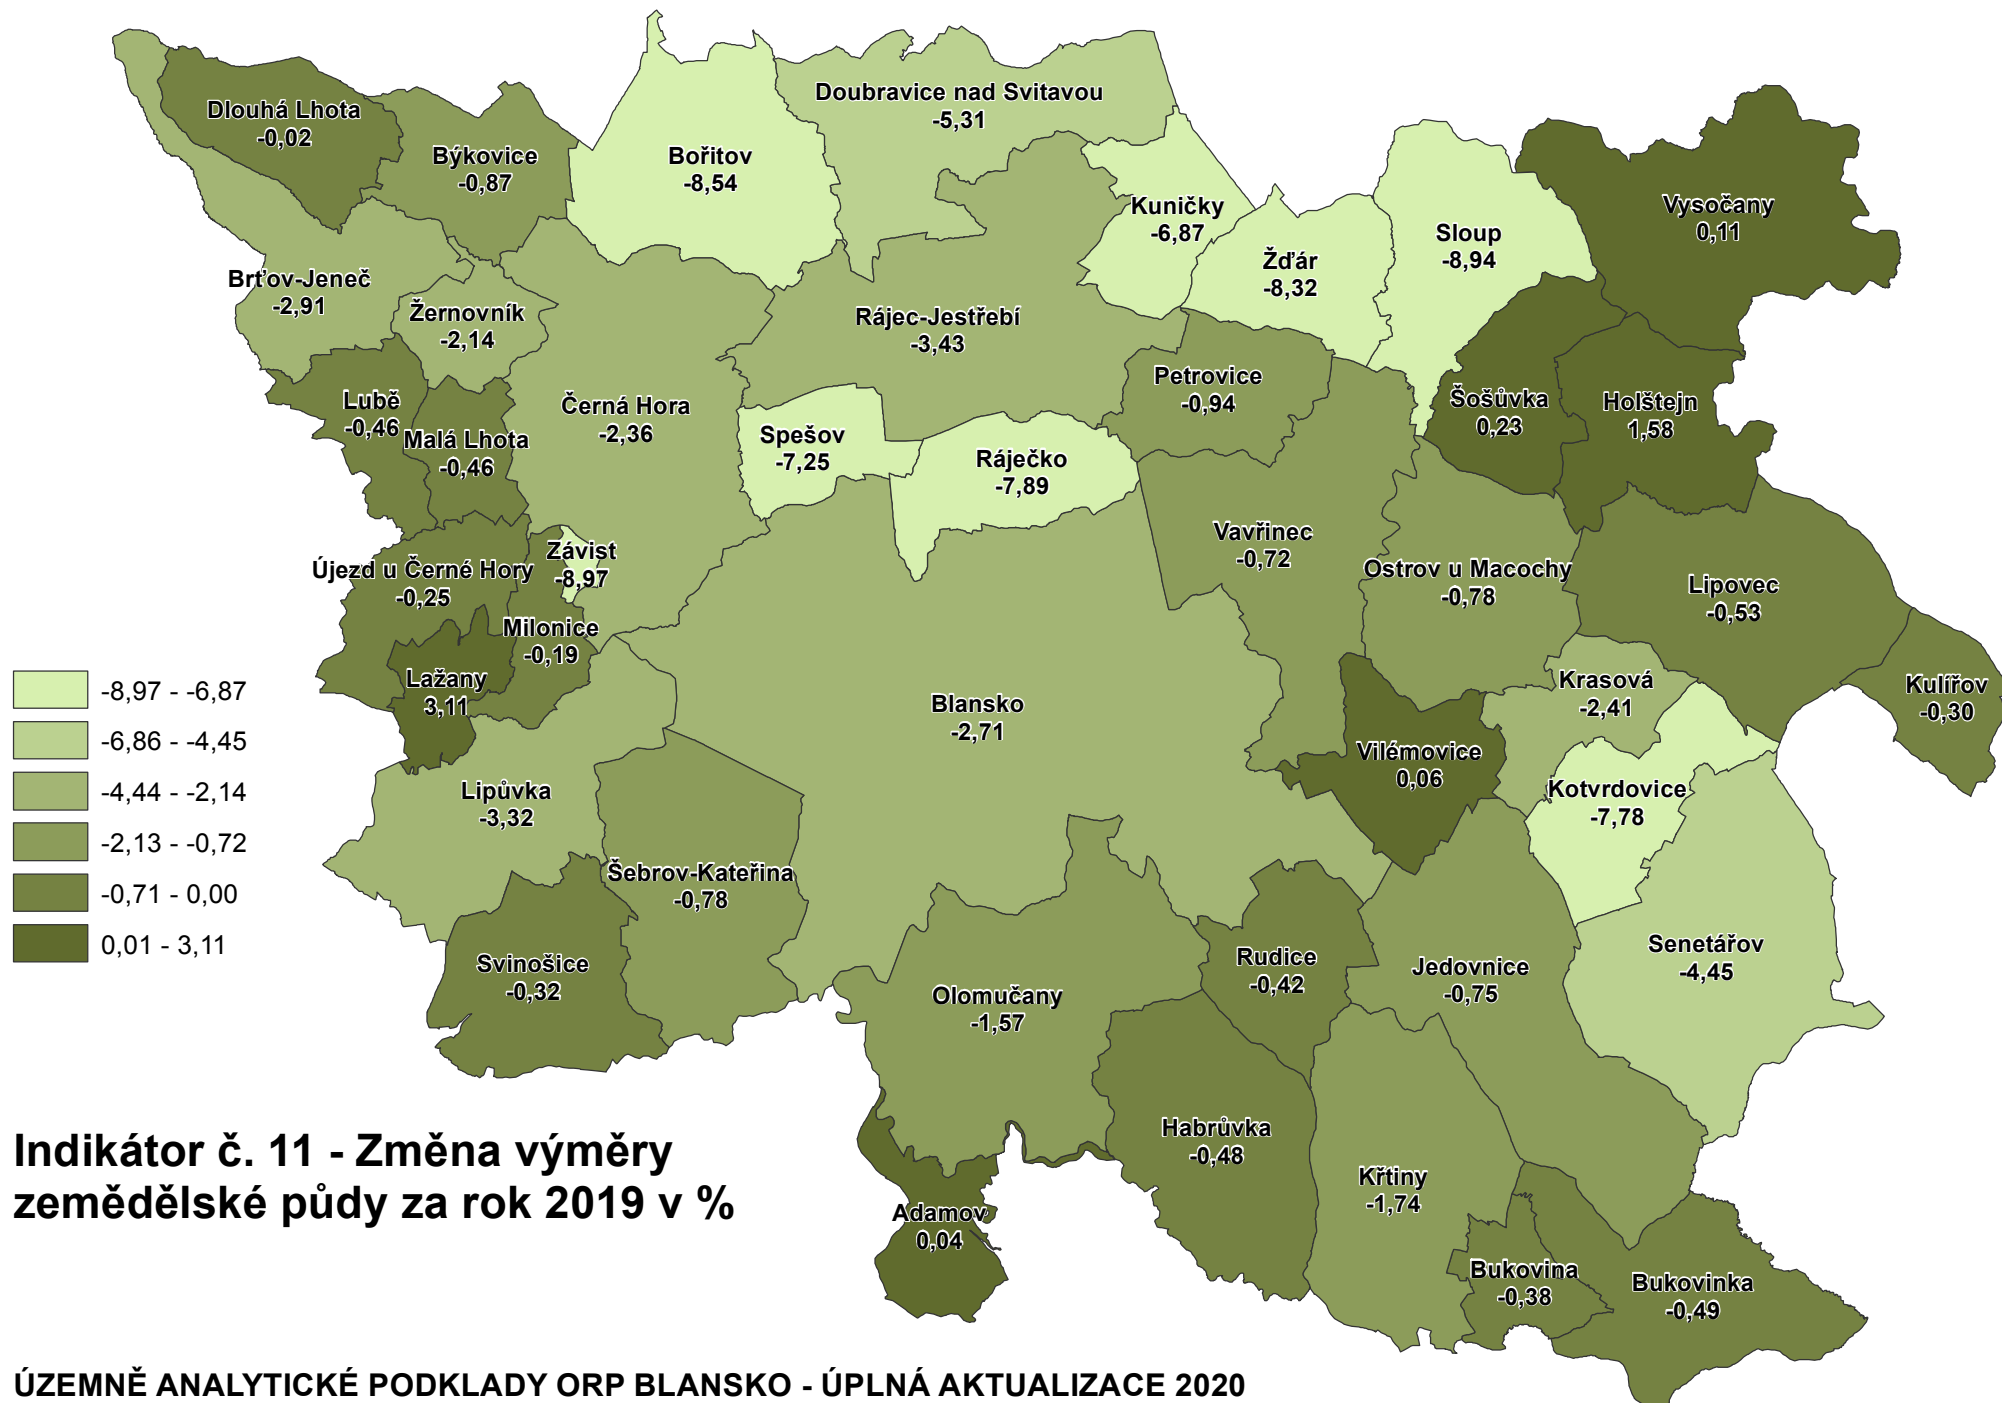 Dlouhá Lhota
-0,02
Býkovice
-0,87
Bořitov
-8,54
Doubravice nad Svitavou
-5,31
Kuničky
-6,87
Žďár
-8,32
Sloup
-8,94
Vysočany
0,11
Brťov-Jeneč
-2,91
Žernovník
-2,14
Rájec-Jestřebí
-3,43
Petrovice
-0,94
Šošůvka
0,23
Holštejn
1,58
Lubě
-0,46
Malá Lhota
-0,46
Černá Hora
-2,36
Spešov
-7,25
Ráječko
-7,89
Vavřinec
-0,72
Ostrov u Macochy
-0,78
Lipovec
-0,53
Újezd u Černé Hory
-0,25
Závist
-8,97
Milonice
-0,19
Lažany
3,11
Blansko
-2,71
Krasová
-2,41
Kulířov
-0,30
Vilémovice
0,06
Kotvrdovice
-7,78
Lipůvka
-3,32
Šebrov-Kateřina
-0,78
Svinošice
-0,32
Olomučany
-1,57
Rudice
-0,42
Jedovnice
-0,75
Senetářov
-4,45
Habrůvka
-0,48
Křtiny
-1,74
Adamov
0,04
Bukovina
-0,38
Bukovinka
-0,49
-8,97 - -6,87
-6,86 - -4,45
-4,44 - -2,14
-2,13 - -0,72
-0,71 - 0,00
0,01 - 3,11
Indikátor č. 11 - Změna výměry
zemědělské půdy za rok 2019 v %
ÚZEMNĚ ANALYTICKÉ PODKLADY ORP BLANSKO - ÚPLNÁ AKTUALIZACE 2020